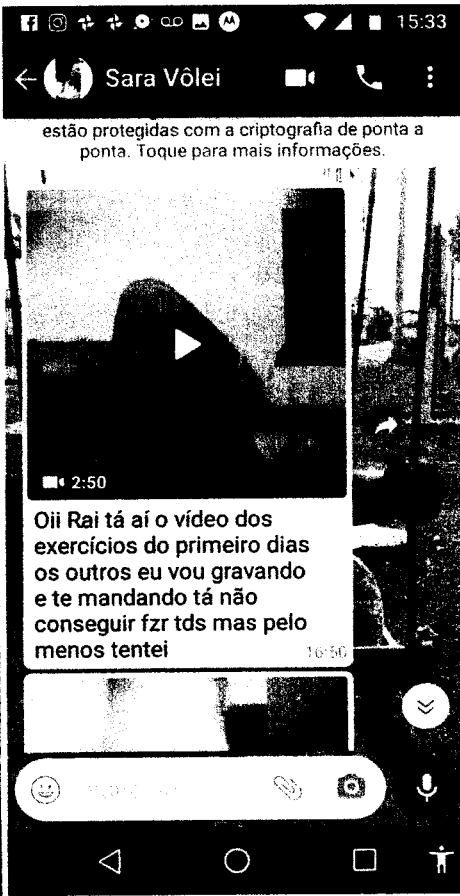 15:33
Sara Vôlei
estão protegidas com a criptografia de ponta a
ponta. Toque para mais informações.
2:50
Oii Rai tá aí o vídeo dos
exercícios do primeiro dias
os outros eu vou gravando
e te mandando tá não
conseguir fzr tds mas pelo
menos tentei
16:50